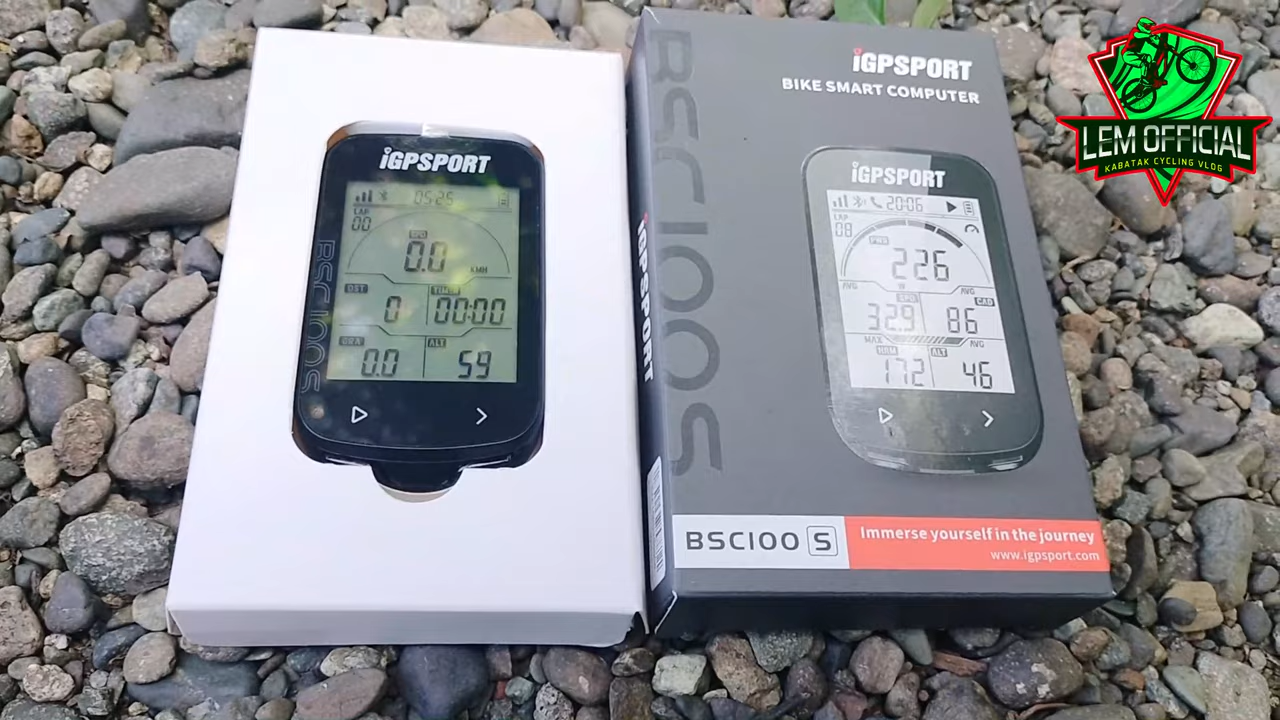 iGPSPORT
05:25
LAP
00
SPD
0.0
KMH
DST
TIMER
0
00:00
GRA
ALT
0.0
59
BSC100S
iGPSPORT
BIKE SMART COMPUTER
BSC100S
iGPSPORT
iGPSPORT
20:06
LAP
08
PWR
226
AVG
W
AVG
SPD
CAD
32.9
86
MAX
AVG
HRM
ALT
172
46
BSC100 S
Immerse yourself in the journey
www.igpsport.com
LEM OFFICIAL
KABATAK CYCLING VLOG